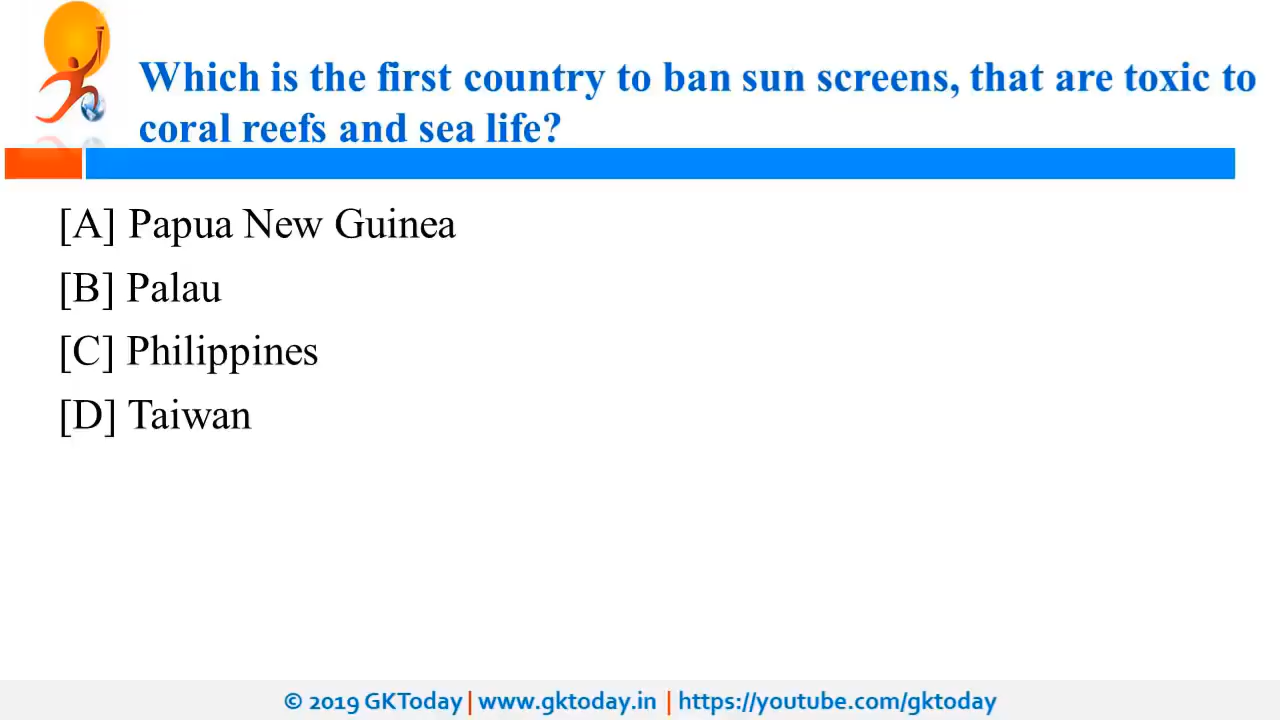 Which is the first country to ban sun screens, that are toxic to
coral reefs and sea life?
[A] Papua New Guinea
[B] Palau
[C] Philippines
[D] Taiwan
© 2019 GKToday | www.gktoday.in | https://youtube.com/gktoday